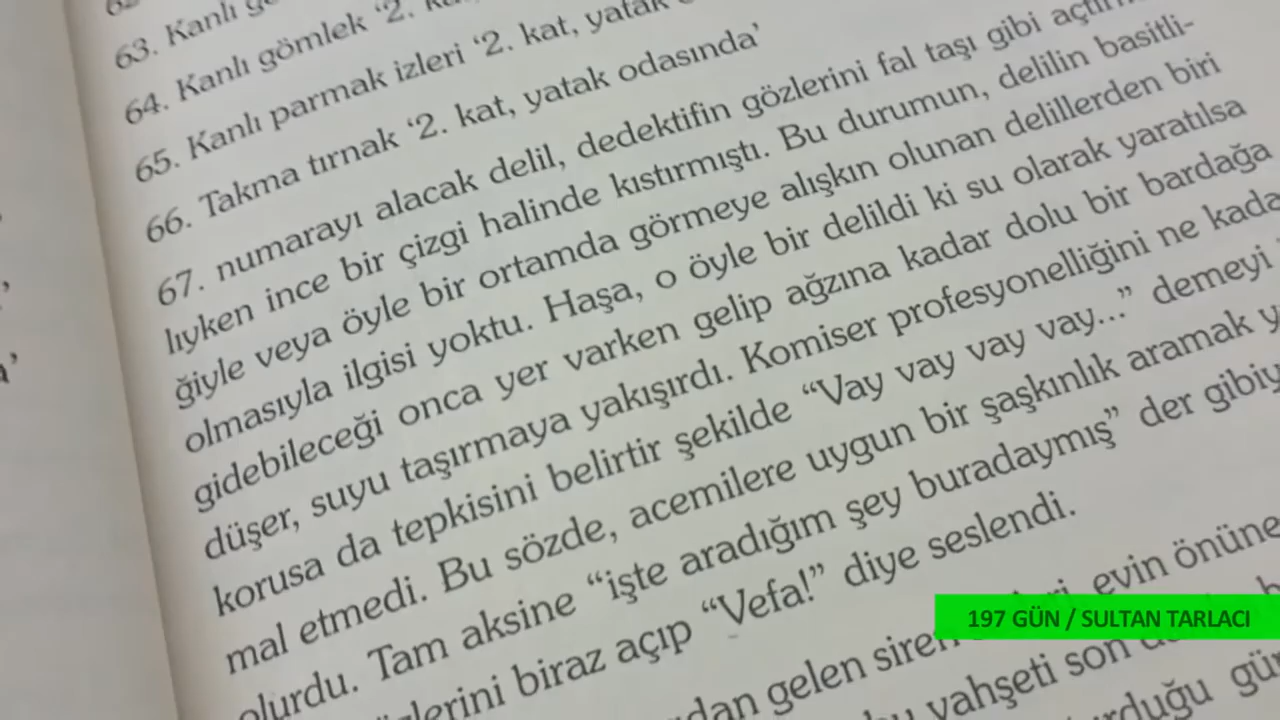 63. Kanlı
64. Kanlı gömlek ‘2.
65. Kanlı parmak izleri ‘2. kat, yatak
66. Takma tırnak ‘2. kat, yatak odasında’
67. numarayı alacak delil, dedektifin gözlerini fal taşı gibi
lıyken ince bir çizgi halinde kıstırmıştı. Bu durumun, delilin basitli-
ğiyle veya öyle bir ortamda görmeye alışkın olunan delillerden biri
olmasıyla ilgisi yoktu. Haşa, o öyle bir delildi ki su olarak yaratılsa
gidebileceği onca yer varken gelip ağzına kadar dolu bir bardağa
düşer, suyu taşırmaya yakışırdı. Komiser profesyonelliğini ne
korusa da tepkisini belirtir şekilde “Vay vay vay vay...” demeyi
mal etmedi. Bu sözde, acemilere uygun bir şaşkınlık aramak
olurdu. Tam aksine “işte aradığım şey buradaymış” der
biraz açıp “Vefa!” diye seslendi.
gelen siren evin önüne
vahşeti son
197 GÜN / SULTAN TARLACI